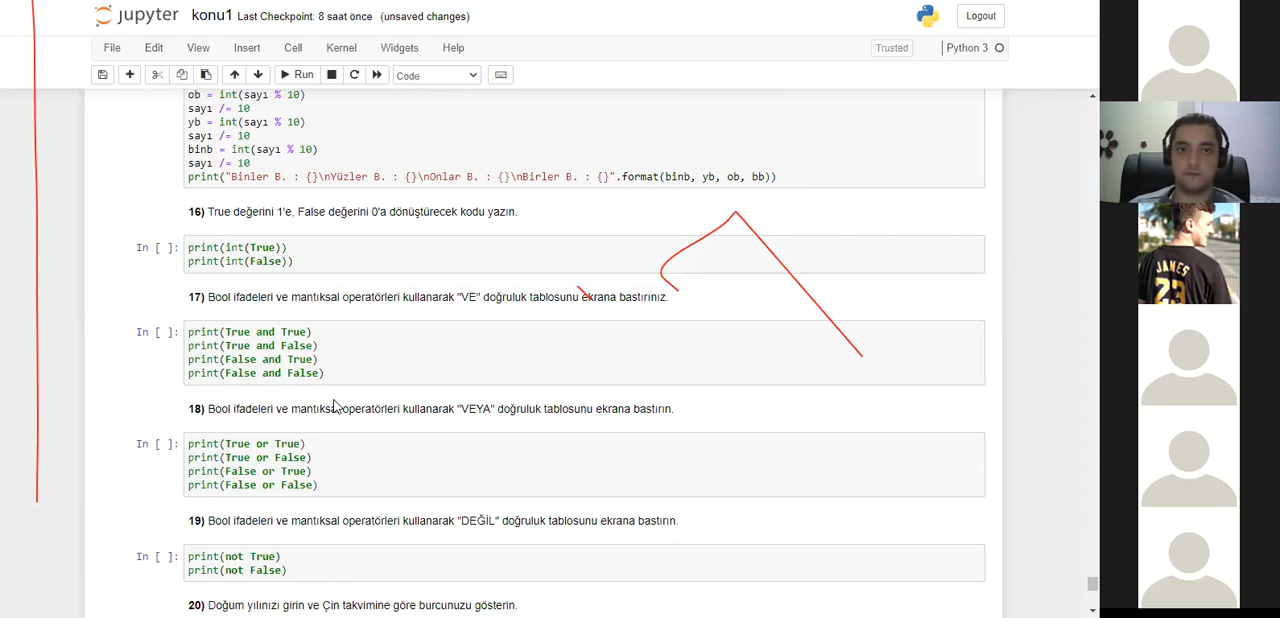 jupyter konu1 Last Checkpoint: 8 saat önce (unsaved changes)
Logout
File Edit View Insert Cell Kernel Widgets Help
Trusted
Python 3
Run
Code
ob = int(sayı % 10)
sayı /= 10
yb = int(sayı % 10)
sayı /= 10
binb = int(sayı % 10)
sayı /= 10
print("Binler B. : {}\nYüzler B. : {}\nOnlar B. : {}\nBirler B. : {}".format(binb, yb, ob, bb))
16) True değerini 1'e, False değerini 0'a dönüştürecek kodu yazın.
In [ ]: print(int(True))
print(int(False))
17) Bool ifadeleri ve mantıksal operatörleri kullanarak "VE" doğruluk tablosunu ekrana bastırınız.
In [ ]: print(True and True)
print(True and False)
print(False and True)
print(False and False)
18) Bool ifadeleri ve mantıksal operatörleri kullanarak "VEYA" doğruluk tablosunu ekrana bastırın.
In [ ]: print(True or True)
print(True or False)
print(False or True)
print(False or False)
19) Bool ifadeleri ve mantıksal operatörleri kullanarak "DEĞİL" doğruluk tablosunu ekrana bastırın.
In [ ]: print(not True)
print(not False)
20) Doğum yılınızı girin ve Çin takvimine göre burcunuzu gösterin.
JAMES
23